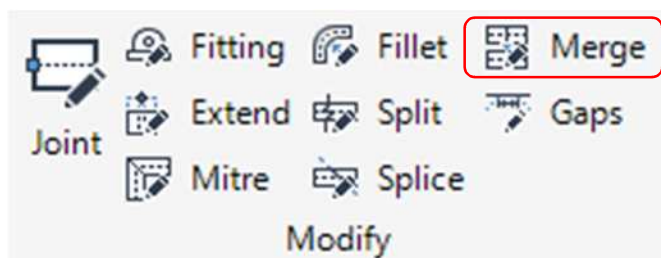 Fitting Fillet Merge
Extend Split Gaps
Joint
Mitre Splice
Modify